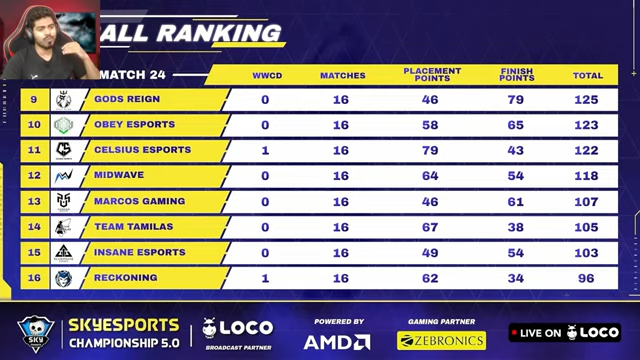 ALL RANKING
MATCH 24 WWCD MATCHES PLACEMENT POINTS FINISH POINTS TOTAL
9 GODS REIGN 0 16 46 79 125
10 OBEY ESPORTS 0 16 58 65 123
11 CELSIUS ESPORTS 1 16 79 43 122
12 MIDWAVE 0 16 64 54 118
13 MARCOS GAMING 0 16 46 61 107
14 TEAM TAMILAS 0 16 67 38 105
15 INSANE ESPORTS 0 16 49 54 103
16 RECKONING 1 16 62 34 96
SKY
SKYESPORTS
CHAMPIONSHIP 5.0
LOCO
BROADCAST PARTNER
POWERED BY
AMD
GAMING PARTNER
ZEBRONICS
LIVE ON LOCO